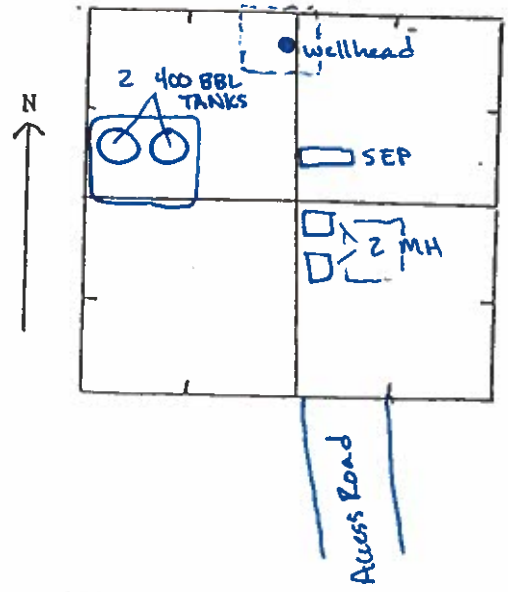 wellhead
2 400 BBL
TANKS
N
SEP
2 MH
Access Road